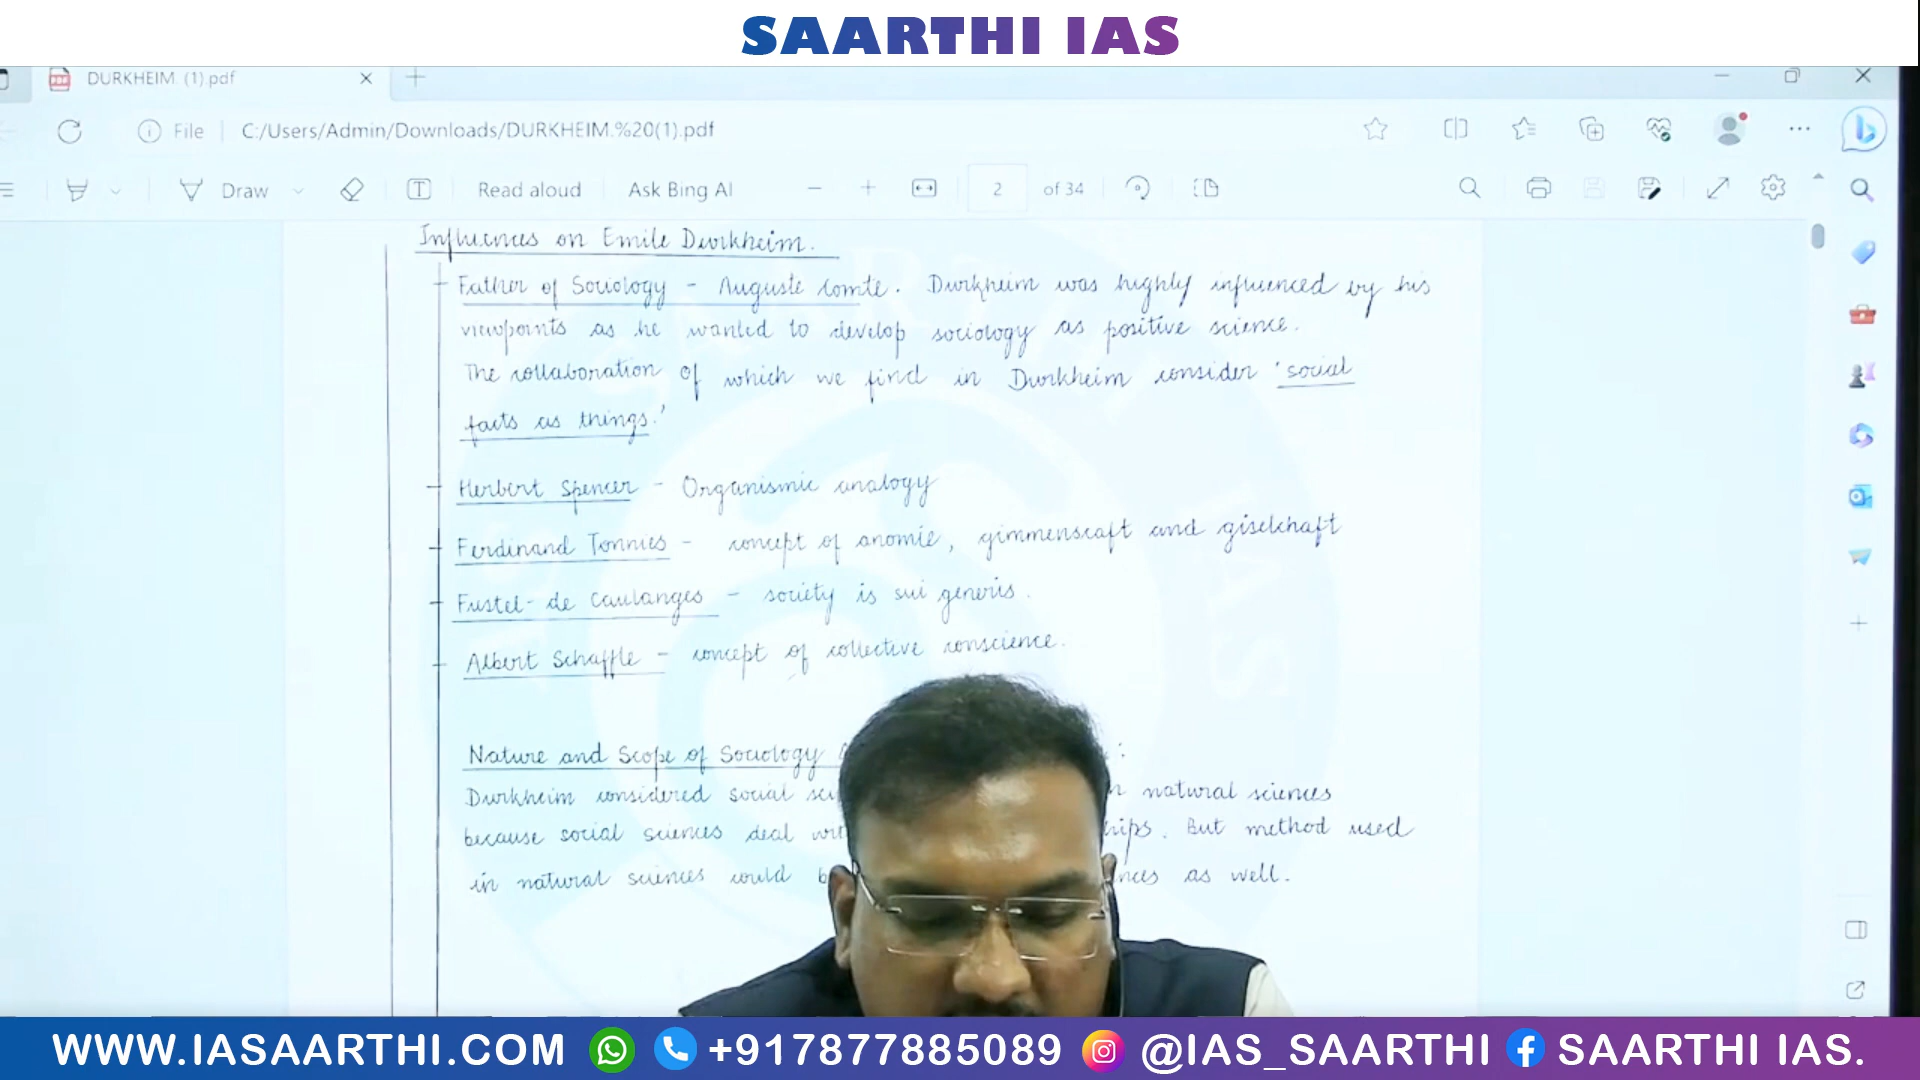 SAARTHI IAS
DURKHEIM. (1).pdf
File C:/Users/Admin/Downloads/DURKHEIM.%20(1).pdf
Draw Read aloud Ask Bing AI 2 of 34
Influences on Emile Durkheim.
Father of Sociology - Auguste Comte. Durkheim was highly influenced by his
viewpoints as he wanted to develop sociology as positive science.
The collaboration of which we find in Durkheim consider 'social
facts as things.'
Herbert Spencer - Organismic analogy
Ferdinand Tonnies - concept of anomie, gimmenscaft and giselchaft
Fustel-de Caulanges - society is sui generis.
Albert Schaffle - concept of collective conscience.
Nature and Scope of Sociology :
Durkheim considered social natural sciences
because social sciences deal But method used
in natural sciences could as well.
IAS
WWW.IASAARTHI.COM +917877885089 @IAS_SAARTHI SAARTHI IAS.